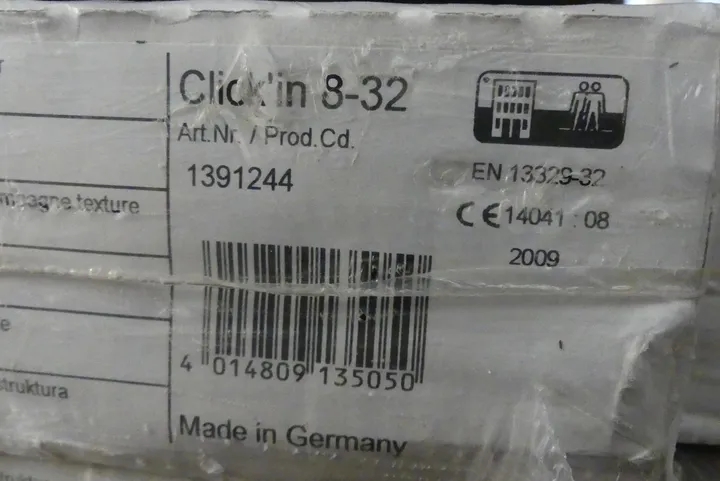 Click'in 8-32
Art.Nr. / Prod.Cd.
1391244
EN 13329-32
CE 14041 : 08
2009
texture
struktura
4 014809 135050
Made in Germany